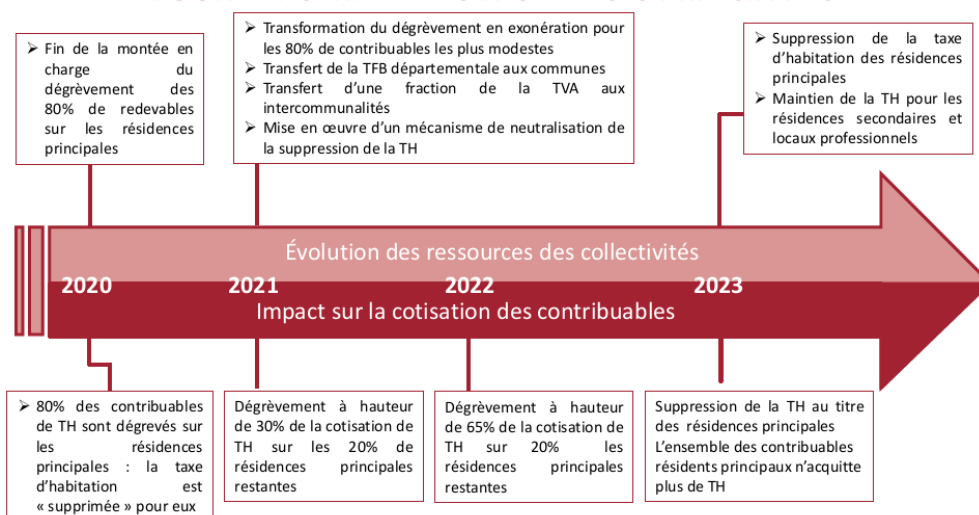 ➢ Fin de la montée en
charge du
dégrèvement des
80% de redevables
sur les résidences
principales
➢ Transformation du dégrèvement en exonération pour
les 80% de contribuables les plus modestes
➢ Transfert de la TFB départementale aux communes
➢ Transfert d'une fraction de la TVA aux
intercommunalités
➢ Mise en œuvre d'un mécanisme de neutralisation de
la suppression de la TH
➢ Suppression de la taxe
d'habitation des résidences
principales
➢ Maintien de la TH pour les
résidences secondaires et
locaux professionnels
Évolution des ressources des collectivités
2020 2021 2022 2023
Impact sur la cotisation des contribuables
➢ 80% des contribuables
de TH sont dégrevés sur
les résidences
principales : la taxe
d'habitation est
« supprimée » pour eux
Dégrèvement à hauteur
de 30% de la cotisation de
TH sur les 20% de
résidences principales
restantes
Dégrèvement à hauteur
de 65% de la cotisation de
TH sur 20% les
résidences principales
restantes
Suppression de la TH au titre
des résidences principales
L'ensemble des contribuables
résidents principaux n'acquitte
plus de TH